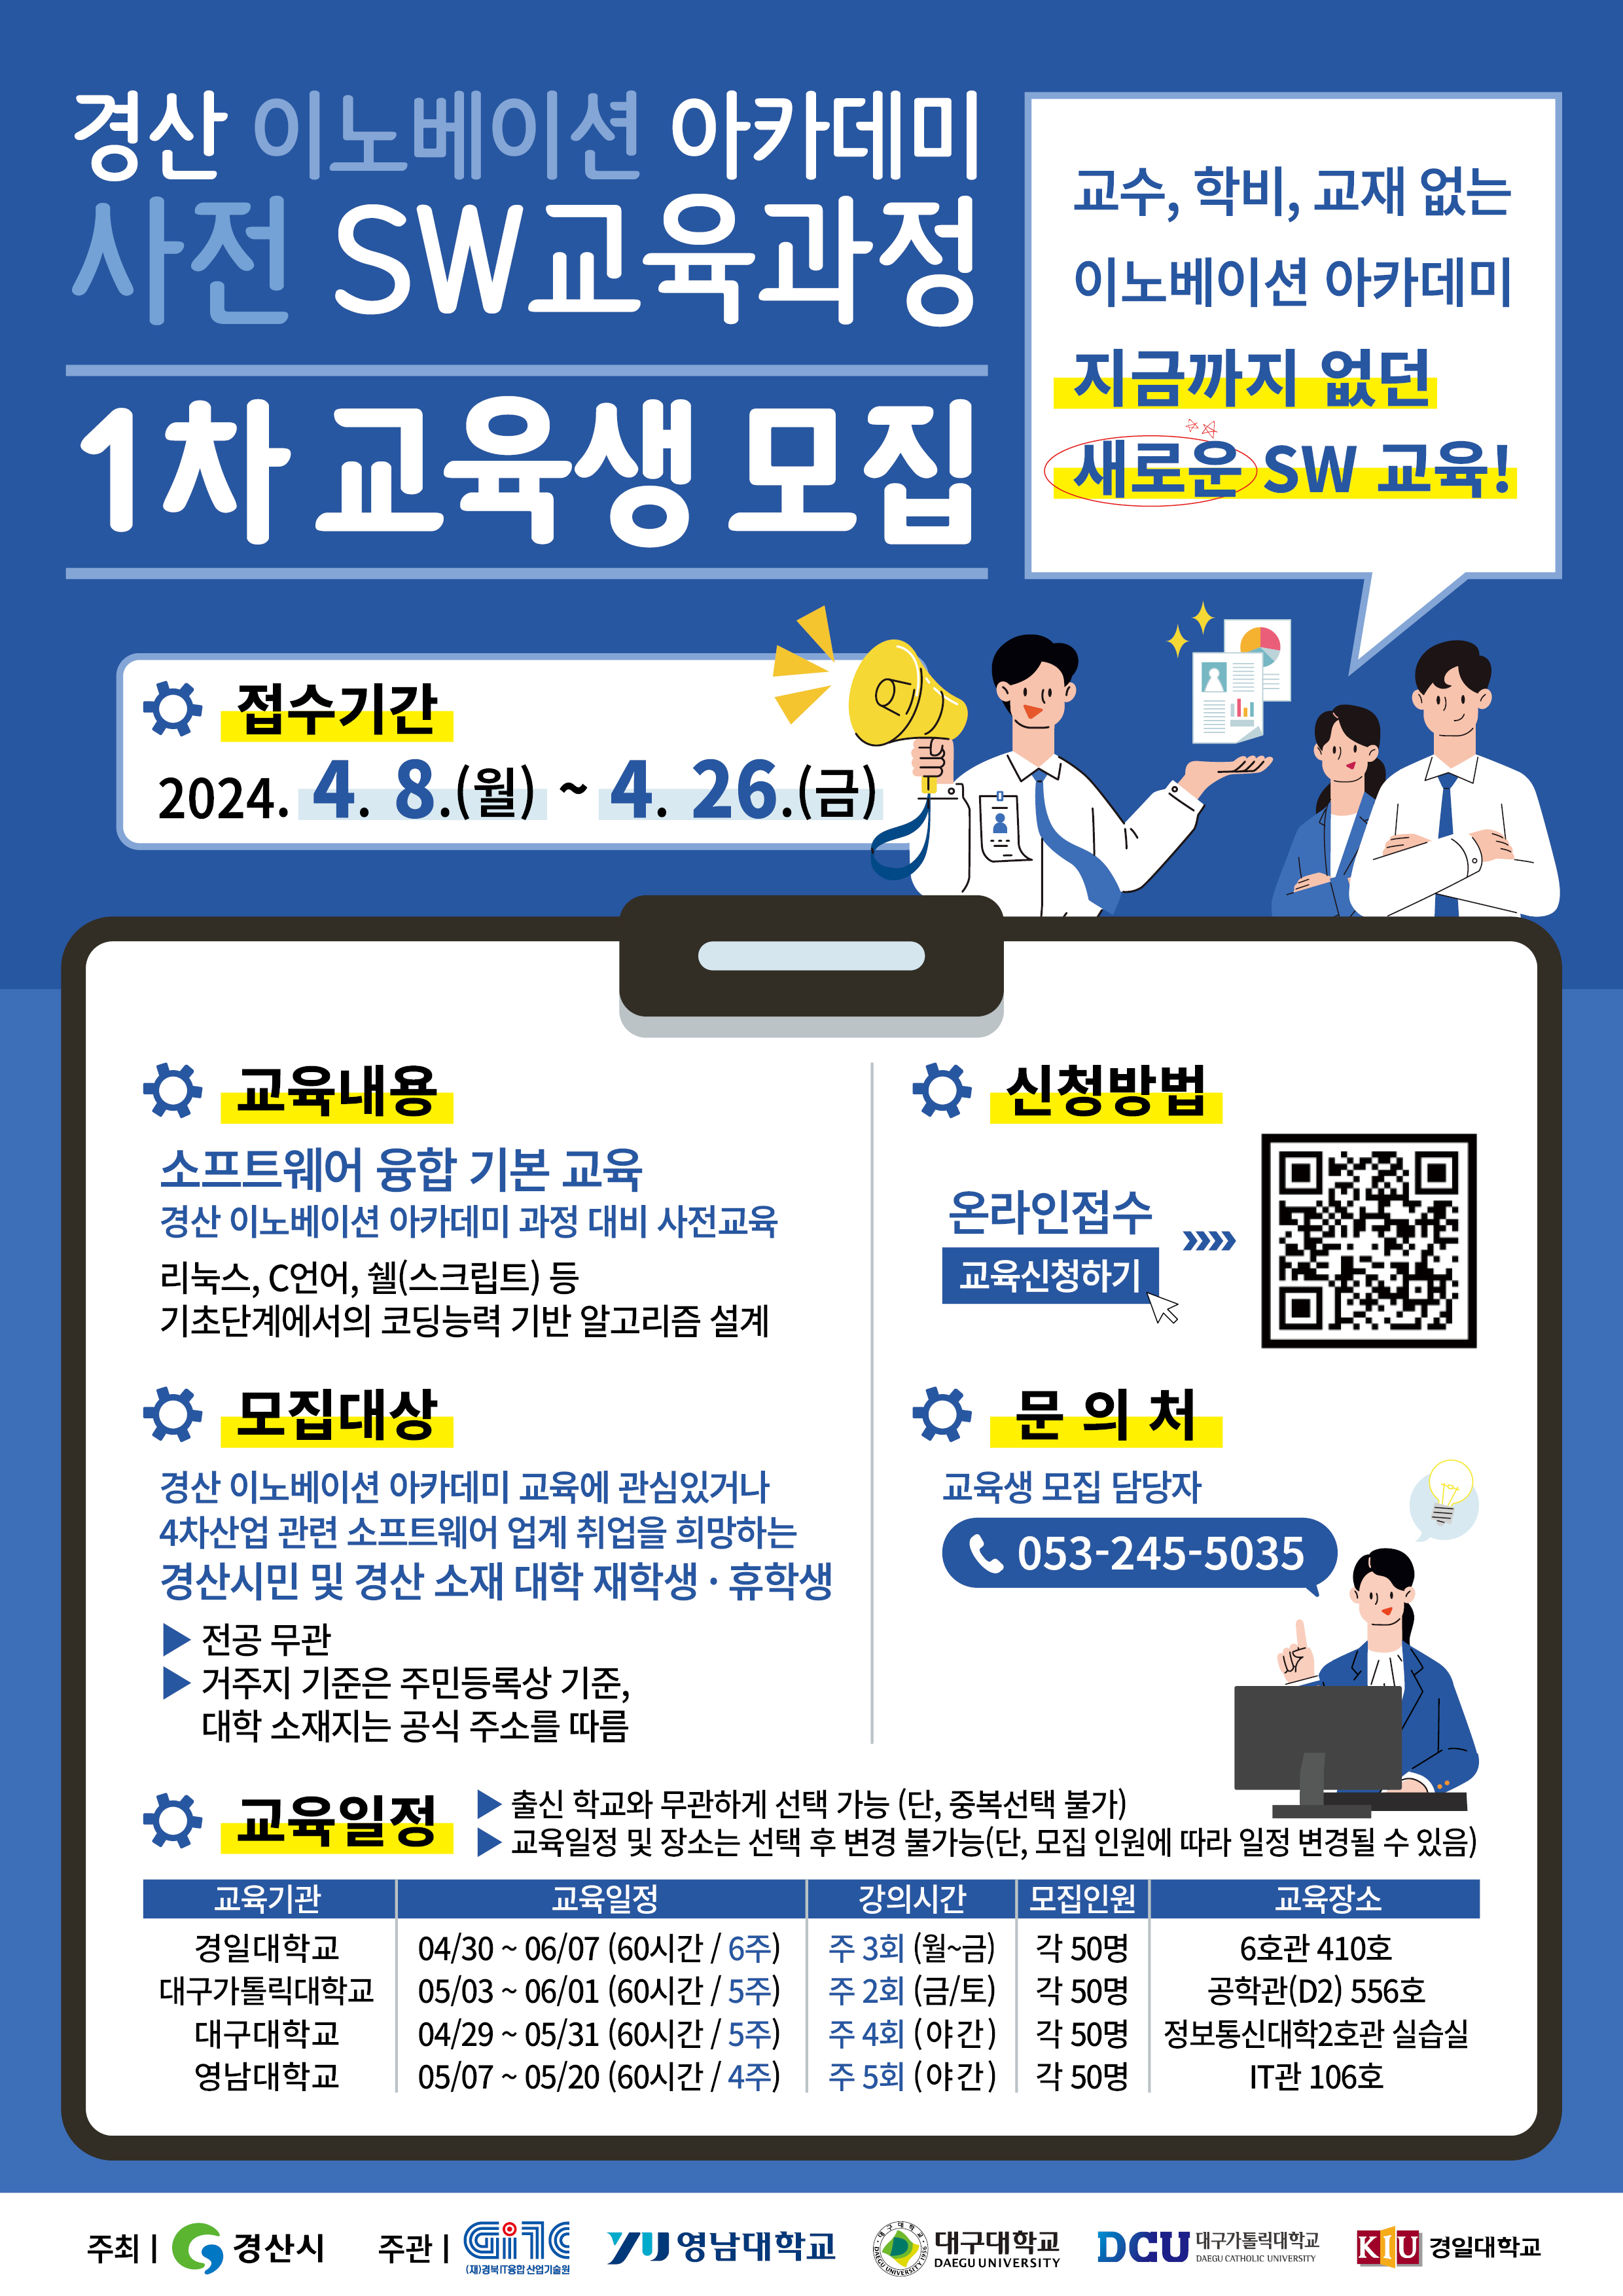 경산 이노베이션 아카데미
사전 SW교육과정
1차 교육생 모집
교수, 학비, 교재 없는
이노베이션 아카데미
지금까지 없던
새로운 SW 교육!
접수기간
2024. 4. 8.(월) ~ 4. 26.(금)
교육내용
소프트웨어 융합 기본 교육
경산 이노베이션 아카데미 과정 대비 사전교육
리눅스, C언어, 쉘(스크립트) 등
기초단계에서의 코딩능력 기반 알고리즘 설계
신청방법
온라인접수
교육신청하기
모집대상
경산 이노베이션 아카데미 교육에 관심있거나
4차산업 관련 소프트웨어 업계 취업을 희망하는
경산시민 및 경산 소재 대학 재학생 · 휴학생
▶ 전공 무관
▶ 거주지 기준은 주민등록상 기준,
대학 소재지는 공식 주소를 따름
문 의 처
교육생 모집 담당자
053-245-5035
교육일정
▶ 출신 학교와 무관하게 선택 가능 (단, 중복선택 불가)
▶ 교육일정 및 장소는 선택 후 변경 불가능(단, 모집 인원에 따라 일정 변경될 수 있음)
교육기관 교육일정 강의시간 모집인원 교육장소
경일대학교 04/30 ~ 06/07 (60시간 / 6주) 주 3회 (월~금) 각 50명 6호관 410호
대구가톨릭대학교 05/03 ~ 06/01 (60시간 / 5주) 주 2회 (금/토) 각 50명 공학관(D2) 556호
대구대학교 04/29 ~ 05/31 (60시간 / 5주) 주 4회 (야간) 각 50명 정보통신대학2호관 실습실
영남대학교 05/07 ~ 05/20 (60시간 / 4주) 주 5회 (야간) 각 50명 IT관 106호
주최 | 경산시 주관 | GITC (재)경북IT융합 산업기술원 YU 영남대학교 대구대학교 DAEGU UNIVERSITY DCU 대구가톨릭대학교 DAEGU CATHOLIC UNIVERSITY KIU 경일대학교